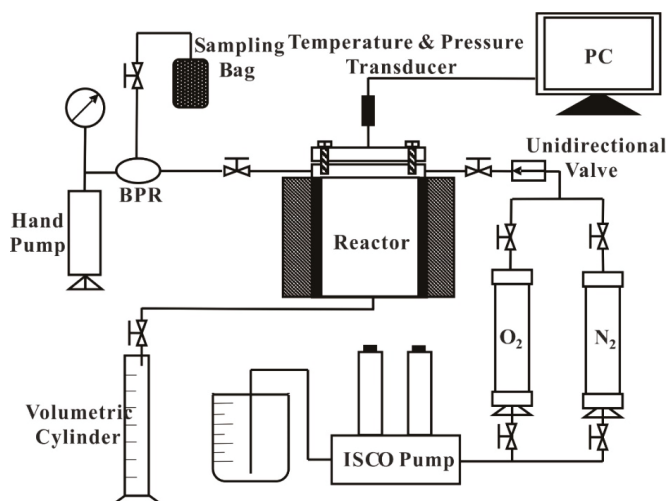 Sampling
Bag
Temperature & Pressure
Transducer
PC
Unidirectional
Valve
BPR
Hand
Pump
Reactor
O2
N2
Volumetric
Cylinder
ISCO Pump